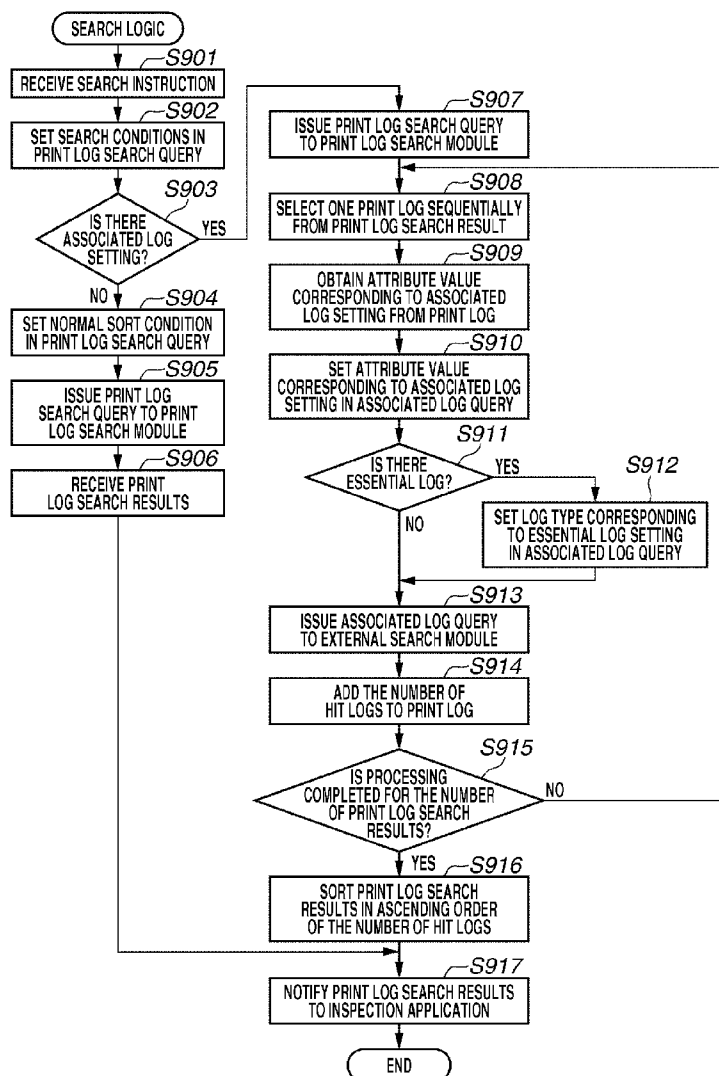 SEARCH LOGIC
S901
RECEIVE SEARCH INSTRUCTION
S902
SET SEARCH CONDITIONS IN
PRINT LOG SEARCH QUERY
S903
IS THERE
ASSOCIATED LOG
SETTING?
YES
NO
S904
SET NORMAL SORT CONDITION
IN PRINT LOG SEARCH QUERY
S905
ISSUE PRINT LOG
SEARCH QUERY TO PRINT
LOG SEARCH MODULE
S906
RECEIVE PRINT
LOG SEARCH RESULTS
S907
ISSUE PRINT LOG SEARCH QUERY
TO PRINT LOG SEARCH MODULE
S908
SELECT ONE PRINT LOG SEQUENTIALLY
FROM PRINT LOG SEARCH RESULT
S909
OBTAIN ATTRIBUTE VALUE
CORRESPONDING TO ASSOCIATED
LOG SETTING FROM PRINT LOG
S910
SET ATTRIBUTE VALUE
CORRESPONDING TO ASSOCIATED LOG
SETTING IN ASSOCIATED LOG QUERY
S911
IS THERE
ESSENTIAL LOG?
YES
NO
S912
SET LOG TYPE CORRESPONDING
TO ESSENTIAL LOG SETTING
IN ASSOCIATED LOG QUERY
S913
ISSUE ASSOCIATED LOG QUERY
TO EXTERNAL SEARCH MODULE
S914
ADD THE NUMBER OF
HIT LOGS TO PRINT LOG
S915
IS PROCESSING
COMPLETED FOR THE NUMBER
OF PRINT LOG SEARCH
RESULTS?
NO
YES
S916
SORT PRINT LOG SEARCH
RESULTS IN ASCENDING ORDER
OF THE NUMBER OF HIT LOGS
S917
NOTIFY PRINT LOG SEARCH RESULTS
TO INSPECTION APPLICATION
END